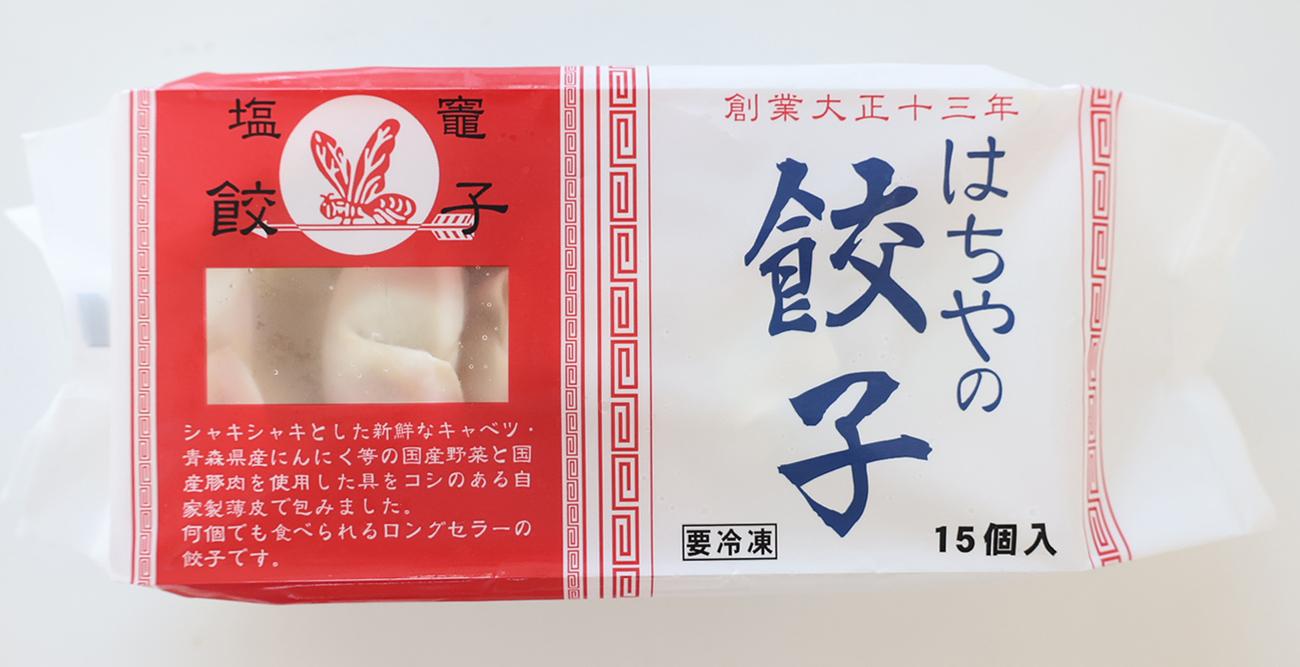 塩竈
餃子
シャキシャキとした新鮮なキャベツ・
青森県産にんにく等の国産野菜と国
産豚肉を使用した具をコシのある自
家製薄皮で包みました。
何個でも食べられるロングセラーの
餃子です。
創業大正十三年
はちやの
餃子
要冷凍
15個入